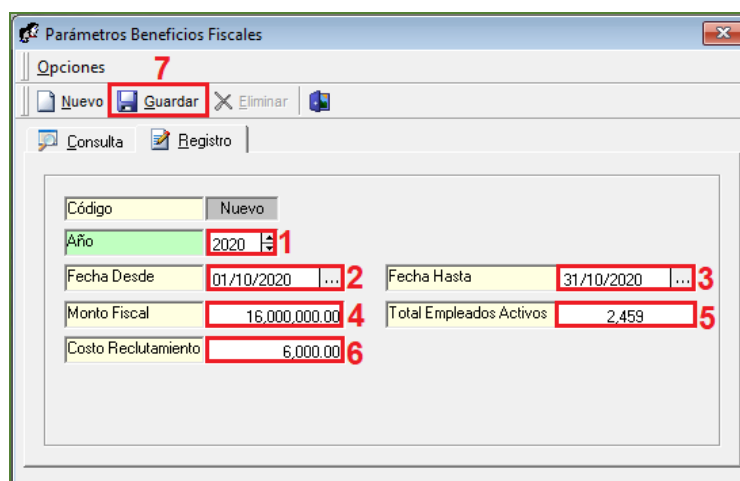 Parámetros Beneficios Fiscales
Opciones 7
Nuevo Guardar Eliminar
Consulta Registro
Código Nuevo
Año 2020 1
Fecha Desde 01/10/2020 ... 2 Fecha Hasta 31/10/2020 ... 3
Monto Fiscal 16,000,000.00 4 Total Empleados Activos 2,459 5
Costo Reclutamiento 6,000.00 6